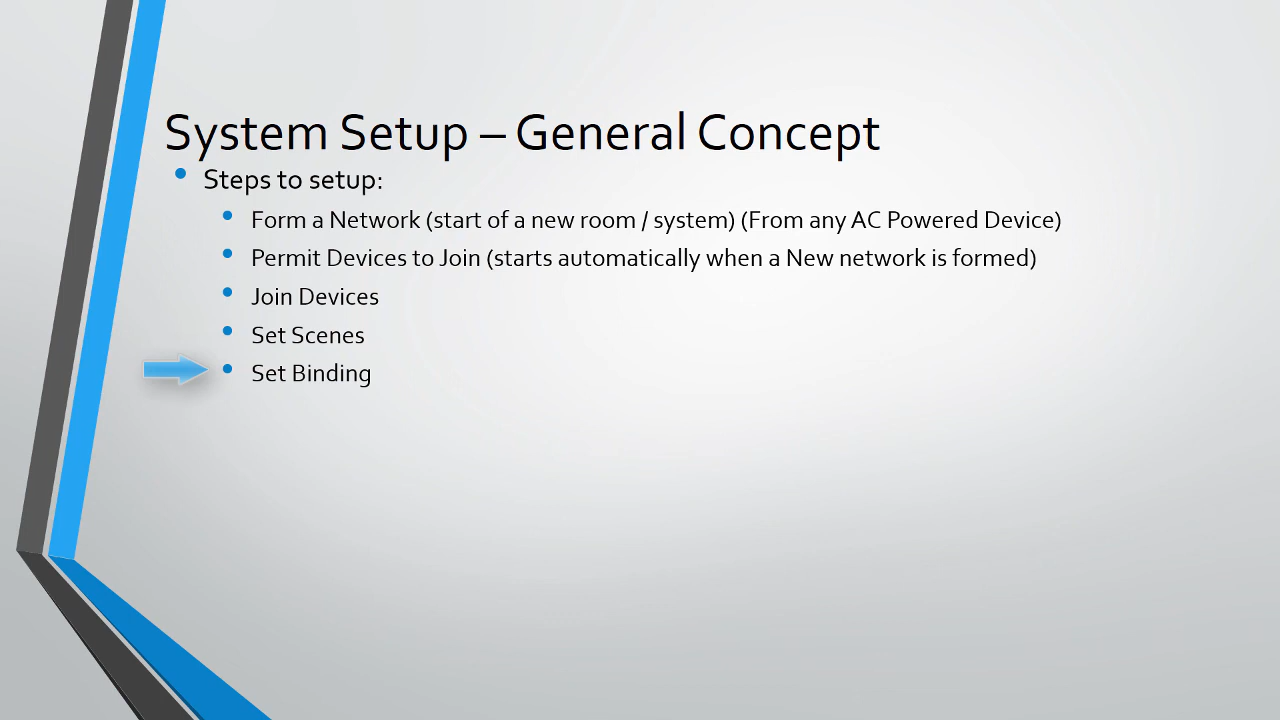 System Setup – General Concept
Steps to setup:
Form a Network (start of a new room / system) (From any AC Powered Device)
Permit Devices to Join (starts automatically when a New network is formed)
Join Devices
Set Scenes
Set Binding